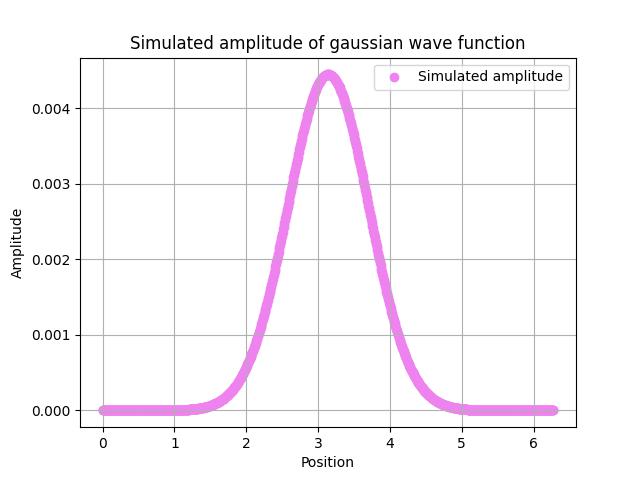 Simulated amplitude of gaussian wave function
Simulated amplitude
0.004
0.003
0.002
0.001
0.000
Amplitude
0 1 2 3 4 5 6
Position